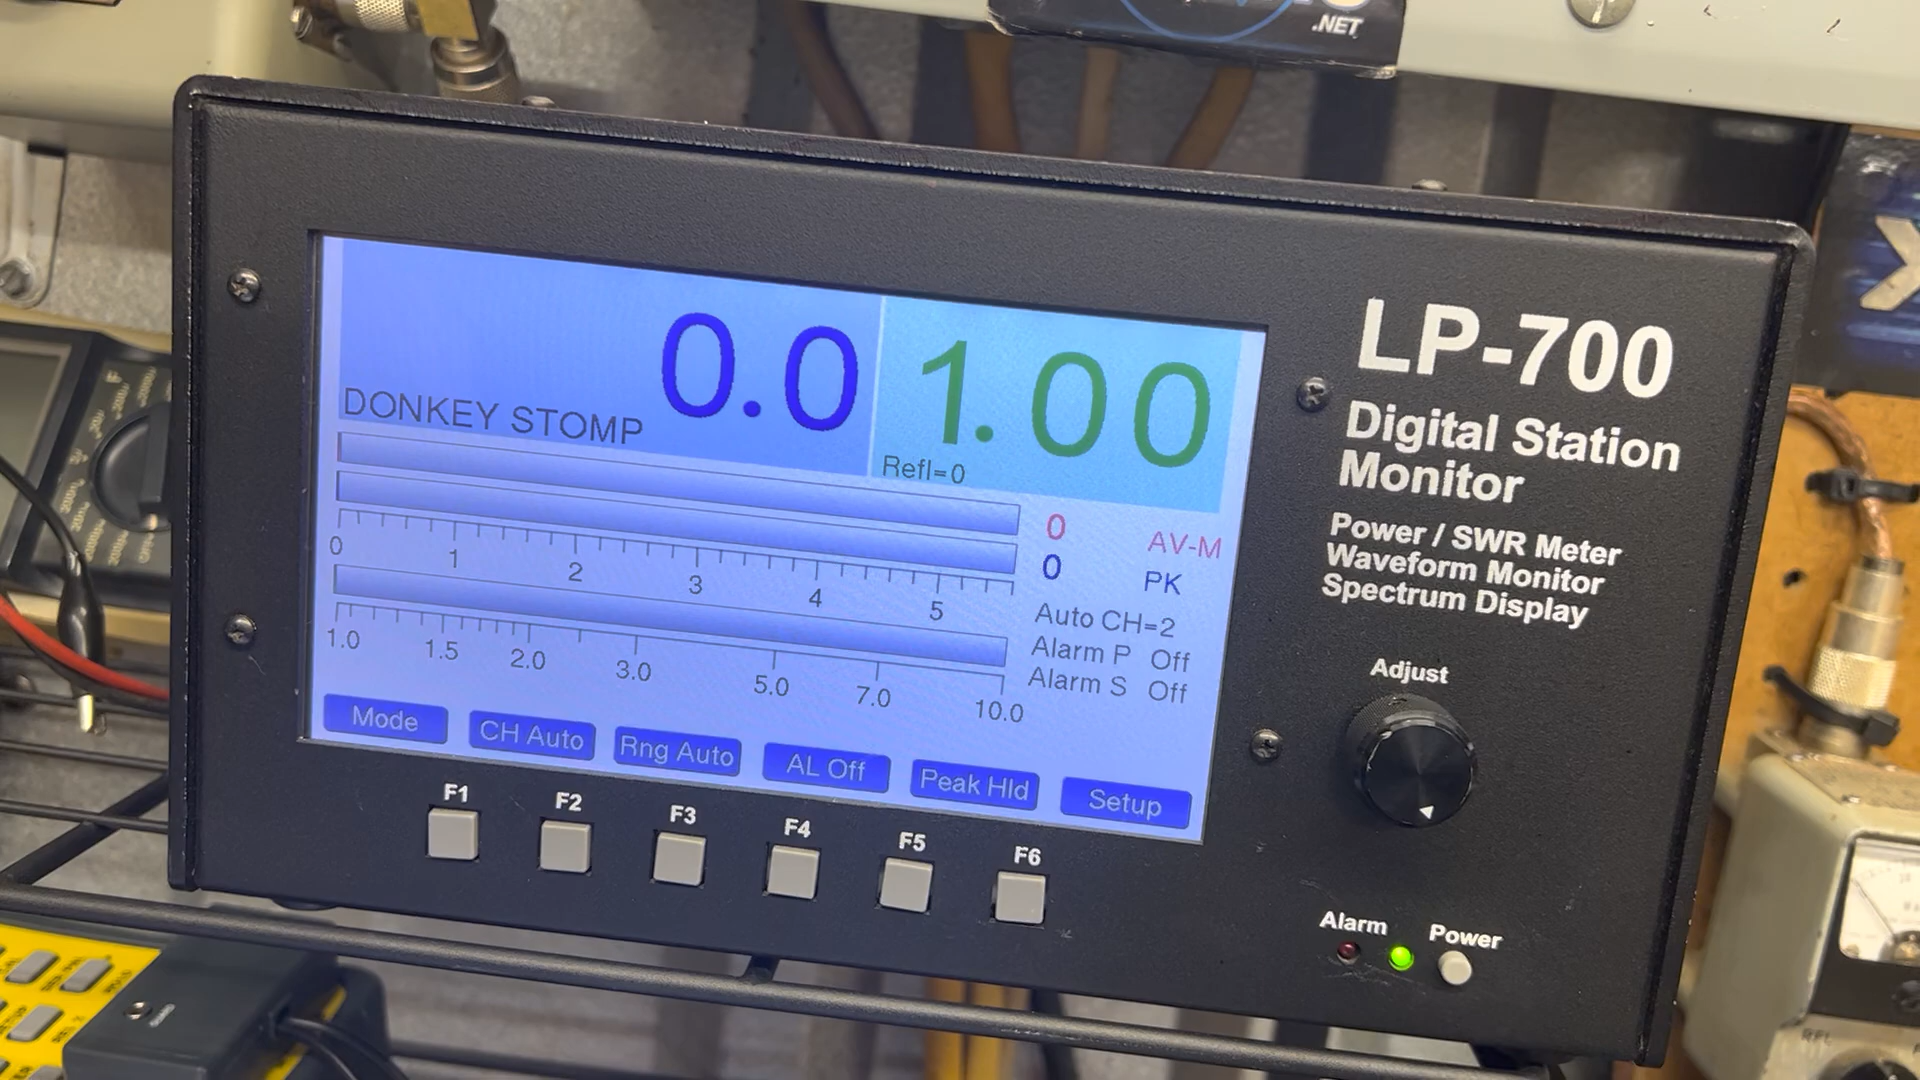 .NET
LP-700
Digital Station
Monitor
Power / SWR Meter
Waveform Monitor
Spectrum Display
DONKEY STOMP
0.0
1.00
Refl=0
0 AV-M
0 PK
0 1 2 3 4 5
Auto CH=2
Alarm P Off
Alarm S Off
1.0 1.5 2.0 3.0 5.0 7.0 10.0
Mode CH Auto Rng Auto AL Off Peak Hld Setup
F1 F2 F3 F4 F5 F6
Adjust
Alarm Power